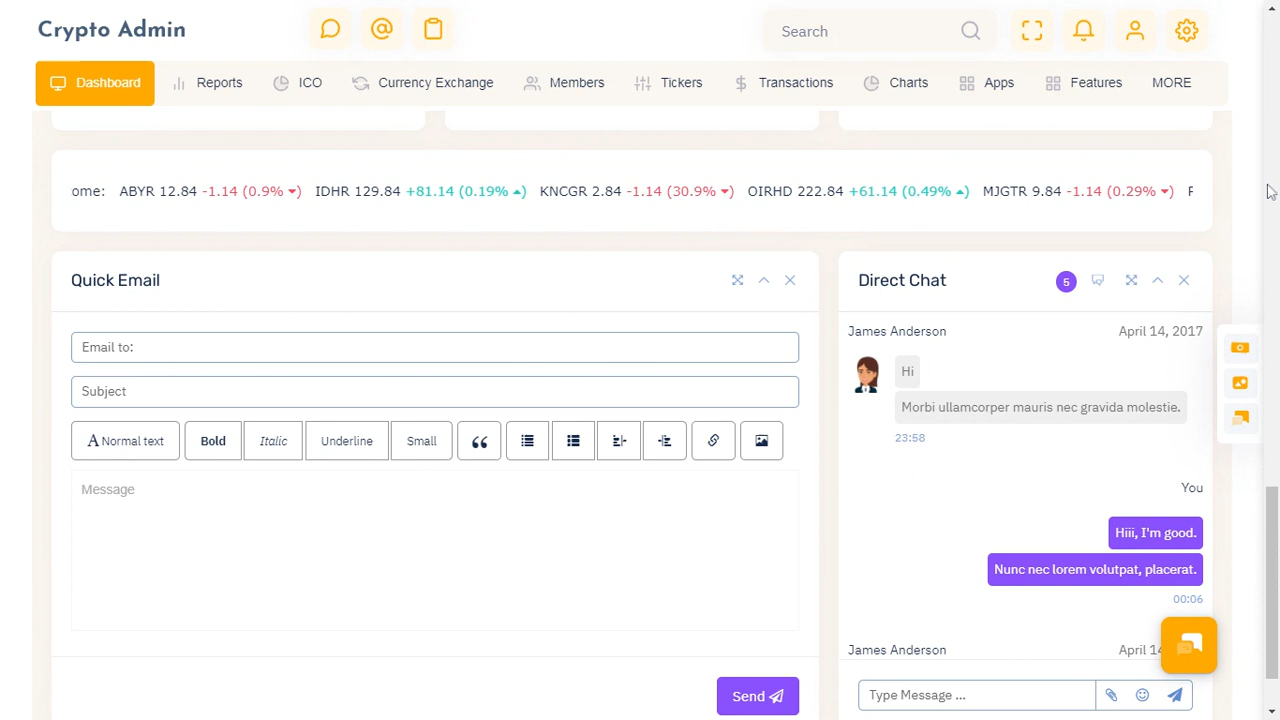 Crypto Admin
Search
Dashboard Reports ICO Currency Exchange Members Tickers Transactions Charts Apps Features MORE
ome: ABYR 12.84 -1.14 (0.9% ) IDHR 129.84 +81.14 (0.19% ) KNCGR 2.84 -1.14 (30.9% ) OIRHD 222.84 +61.14 (0.49% ) MJGTR 9.84 -1.14 (0.29% )
Quick Email
Email to:
Subject
A Normal text Bold Italic Underline Small
Message
Send
Direct Chat 5
James Anderson April 14, 2017
Hi
Morbi ullamcorper mauris nec gravida molestie.
23:58
You
Hiii, I'm good.
Nunc nec lorem volutpat, placerat.
00:06
James Anderson April 14
Type Message ...